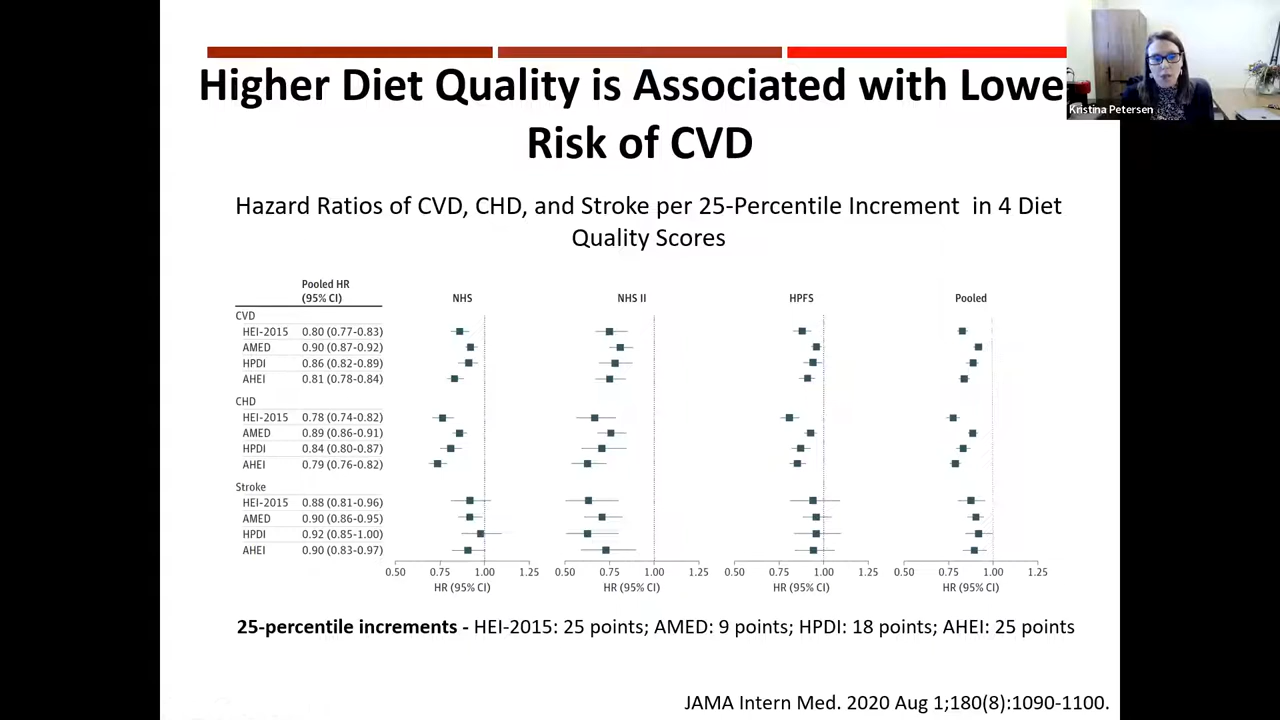 Higher Diet Quality is Associated with Lowe
Risk of CVD
Kristina Petersen
Hazard Ratios of CVD, CHD, and Stroke per 25-Percentile Increment in 4 Diet
Quality Scores
Pooled HR
(95% CI) NHS NHS II HPFS Pooled
CVD
HEI-2015 0.80 (0.77-0.83)
AMED 0.90 (0.87-0.92)
HPDI 0.86 (0.82-0.89)
AHEI 0.81 (0.78-0.84)
CHD
HEI-2015 0.78 (0.74-0.82)
AMED 0.89 (0.86-0.91)
HPDI 0.84 (0.80-0.87)
AHEI 0.79 (0.76-0.82)
Stroke
HEI-2015 0.88 (0.81-0.96)
AMED 0.90 (0.86-0.95)
HPDI 0.92 (0.85-1.00)
AHEI 0.90 (0.83-0.97)
0.50 0.75 1.00 1.25 0.50 0.75 1.00 1.25 0.50 0.75 1.00 1.25 0.50 0.75 1.00 1.25
HR (95% CI) HR (95% CI) HR (95% CI) HR (95% CI)
25-percentile increments - HEI-2015: 25 points; AMED: 9 points; HPDI: 18 points; AHEI: 25 points
JAMA Intern Med. 2020 Aug 1;180(8):1090-1100.